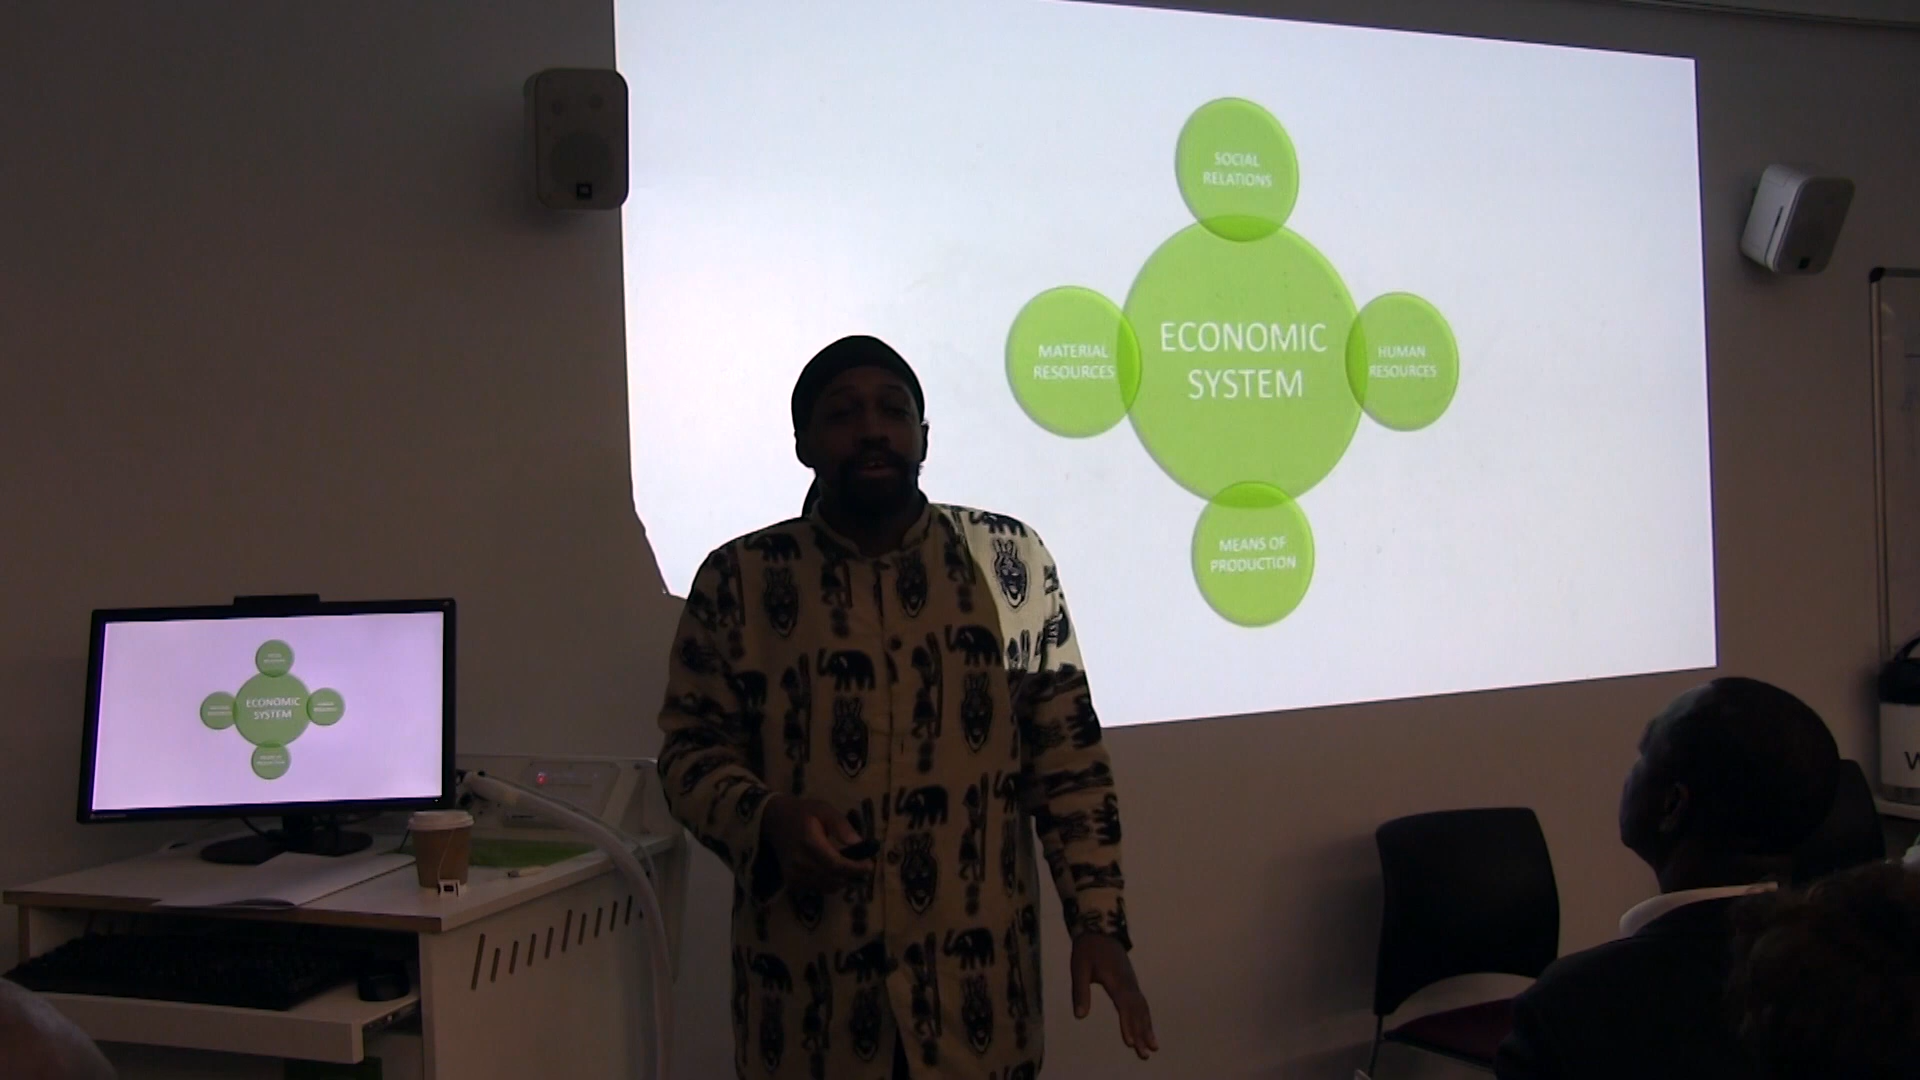 SOCIAL
RELATIONS
MATERIAL
RESOURCES
ECONOMIC
SYSTEM
HUMAN
RESOURCES
MEANS OF
PRODUCTION
ECONOMIC
SYSTEM